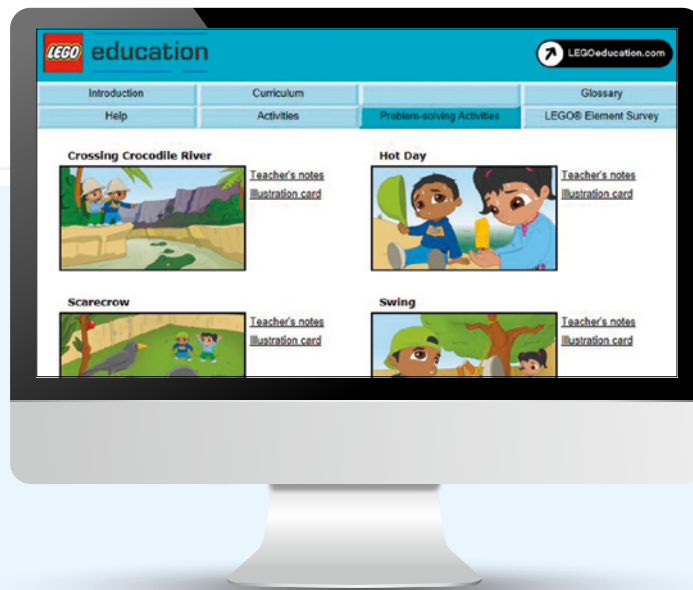 LEGO education
LEGOeducation.com
Introduction
Curriculum
Glossary
Help
Activities
Problem-solving Activities
LEGO® Element Survey
Crossing Crocodile River
Teacher's notes
Illustration card
Hot Day
Teacher's notes
Illustration card
Scarecrow
Teacher's notes
Illustration card
Swing
Teacher's notes
Illustration card